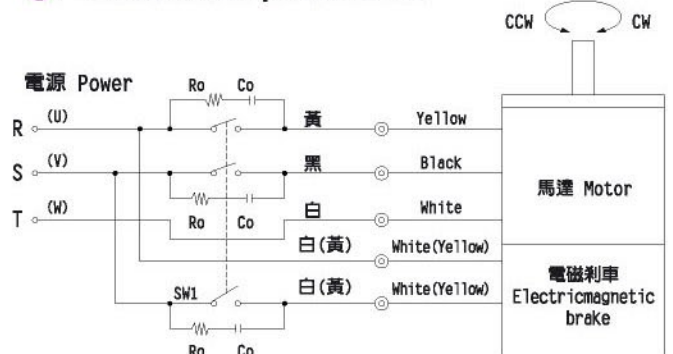 CCW CW
電源 Power
Ro Co
R (U) 黃 Yellow
S (V) 黑 Black
Ro Co
T (W) 白 White
馬達 Motor
白(黃) White(Yellow)
SW1 白(黃) White(Yellow)
電磁剎車
Electricmagnetic
brake
Ro Co